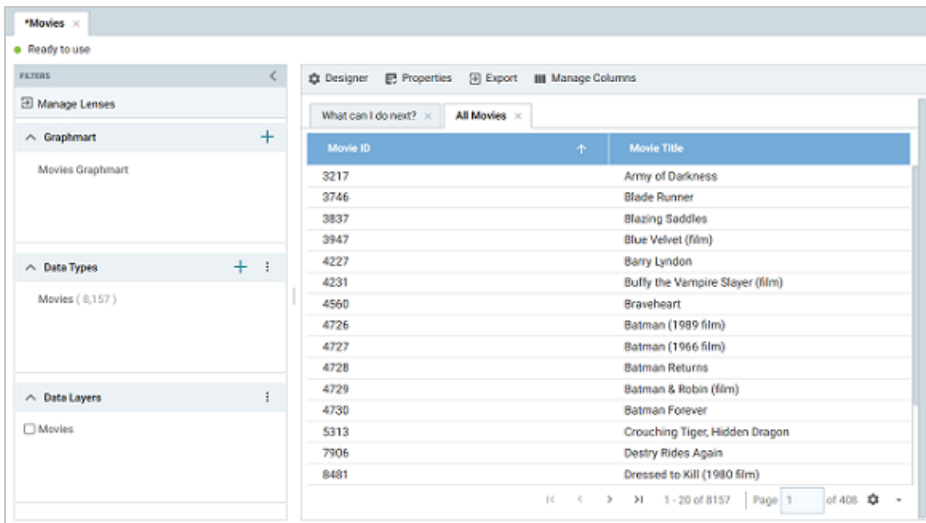 *Movies ×
Ready to use
FILTERS
Manage Lenses
Graphmart
Movies Graphmart
Data Types
Movies ( 8,157 )
Data Layers
Movies
Designer Properties Export Manage Columns
What can I do next? × All Movies ×
Movie ID Movie Title
3217 Army of Darkness
3746 Blade Runner
3837 Blazing Saddles
3947 Blue Velvet (film)
4227 Barry Lyndon
4231 Buffy the Vampire Slayer (film)
4560 Braveheart
4726 Batman (1989 film)
4727 Batman (1966 film)
4728 Batman Returns
4729 Batman & Robin (film)
4730 Batman Forever
5313 Crouching Tiger, Hidden Dragon
7906 Destry Rides Again
8481 Dressed to Kill (1980 film)
1 - 20 of 8157 Page 1 of 408